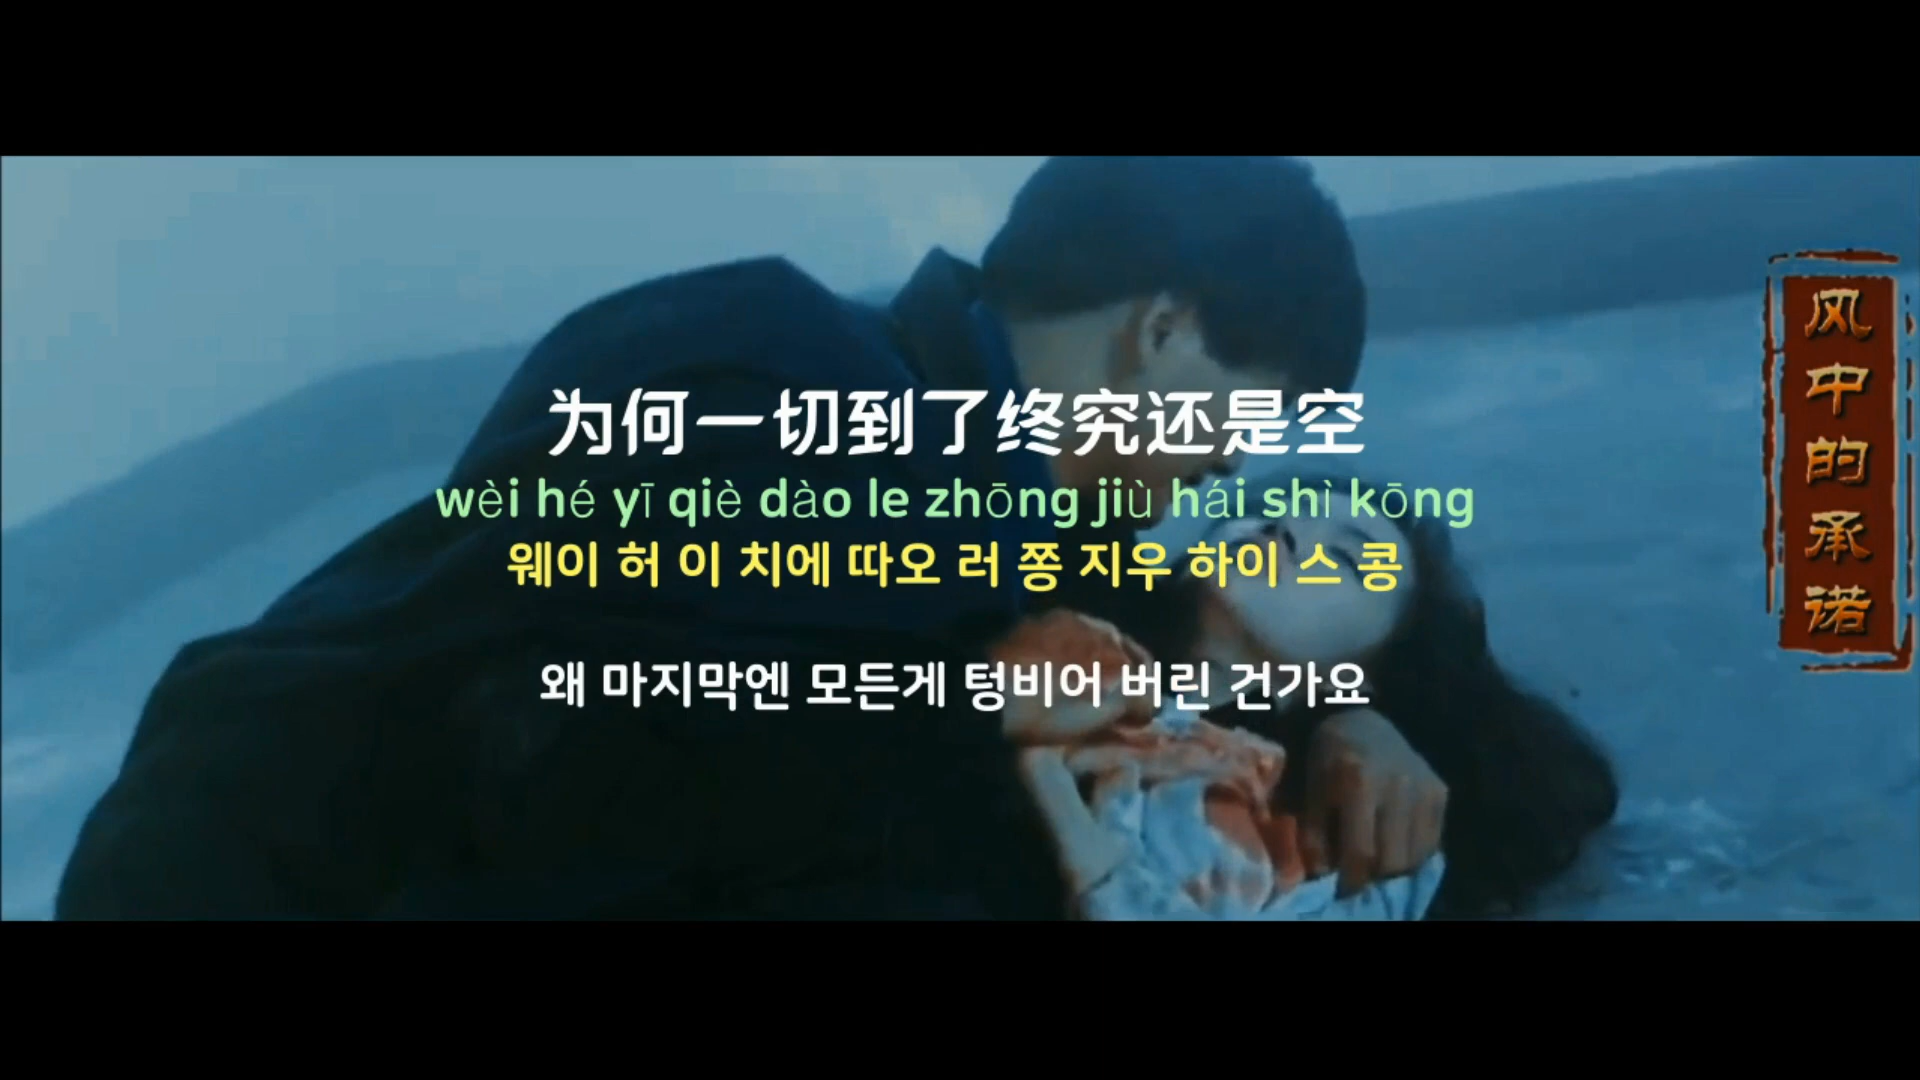 为何一切到了终究还是空
wèi hé yī qiè dào le zhōng jiù hái shì kōng
웨이 허 이 치에 따오 러 쫑 지우 하이 스 콩
왜 마지막엔 모든게 텅비어 버린 건가요
风中的承诺